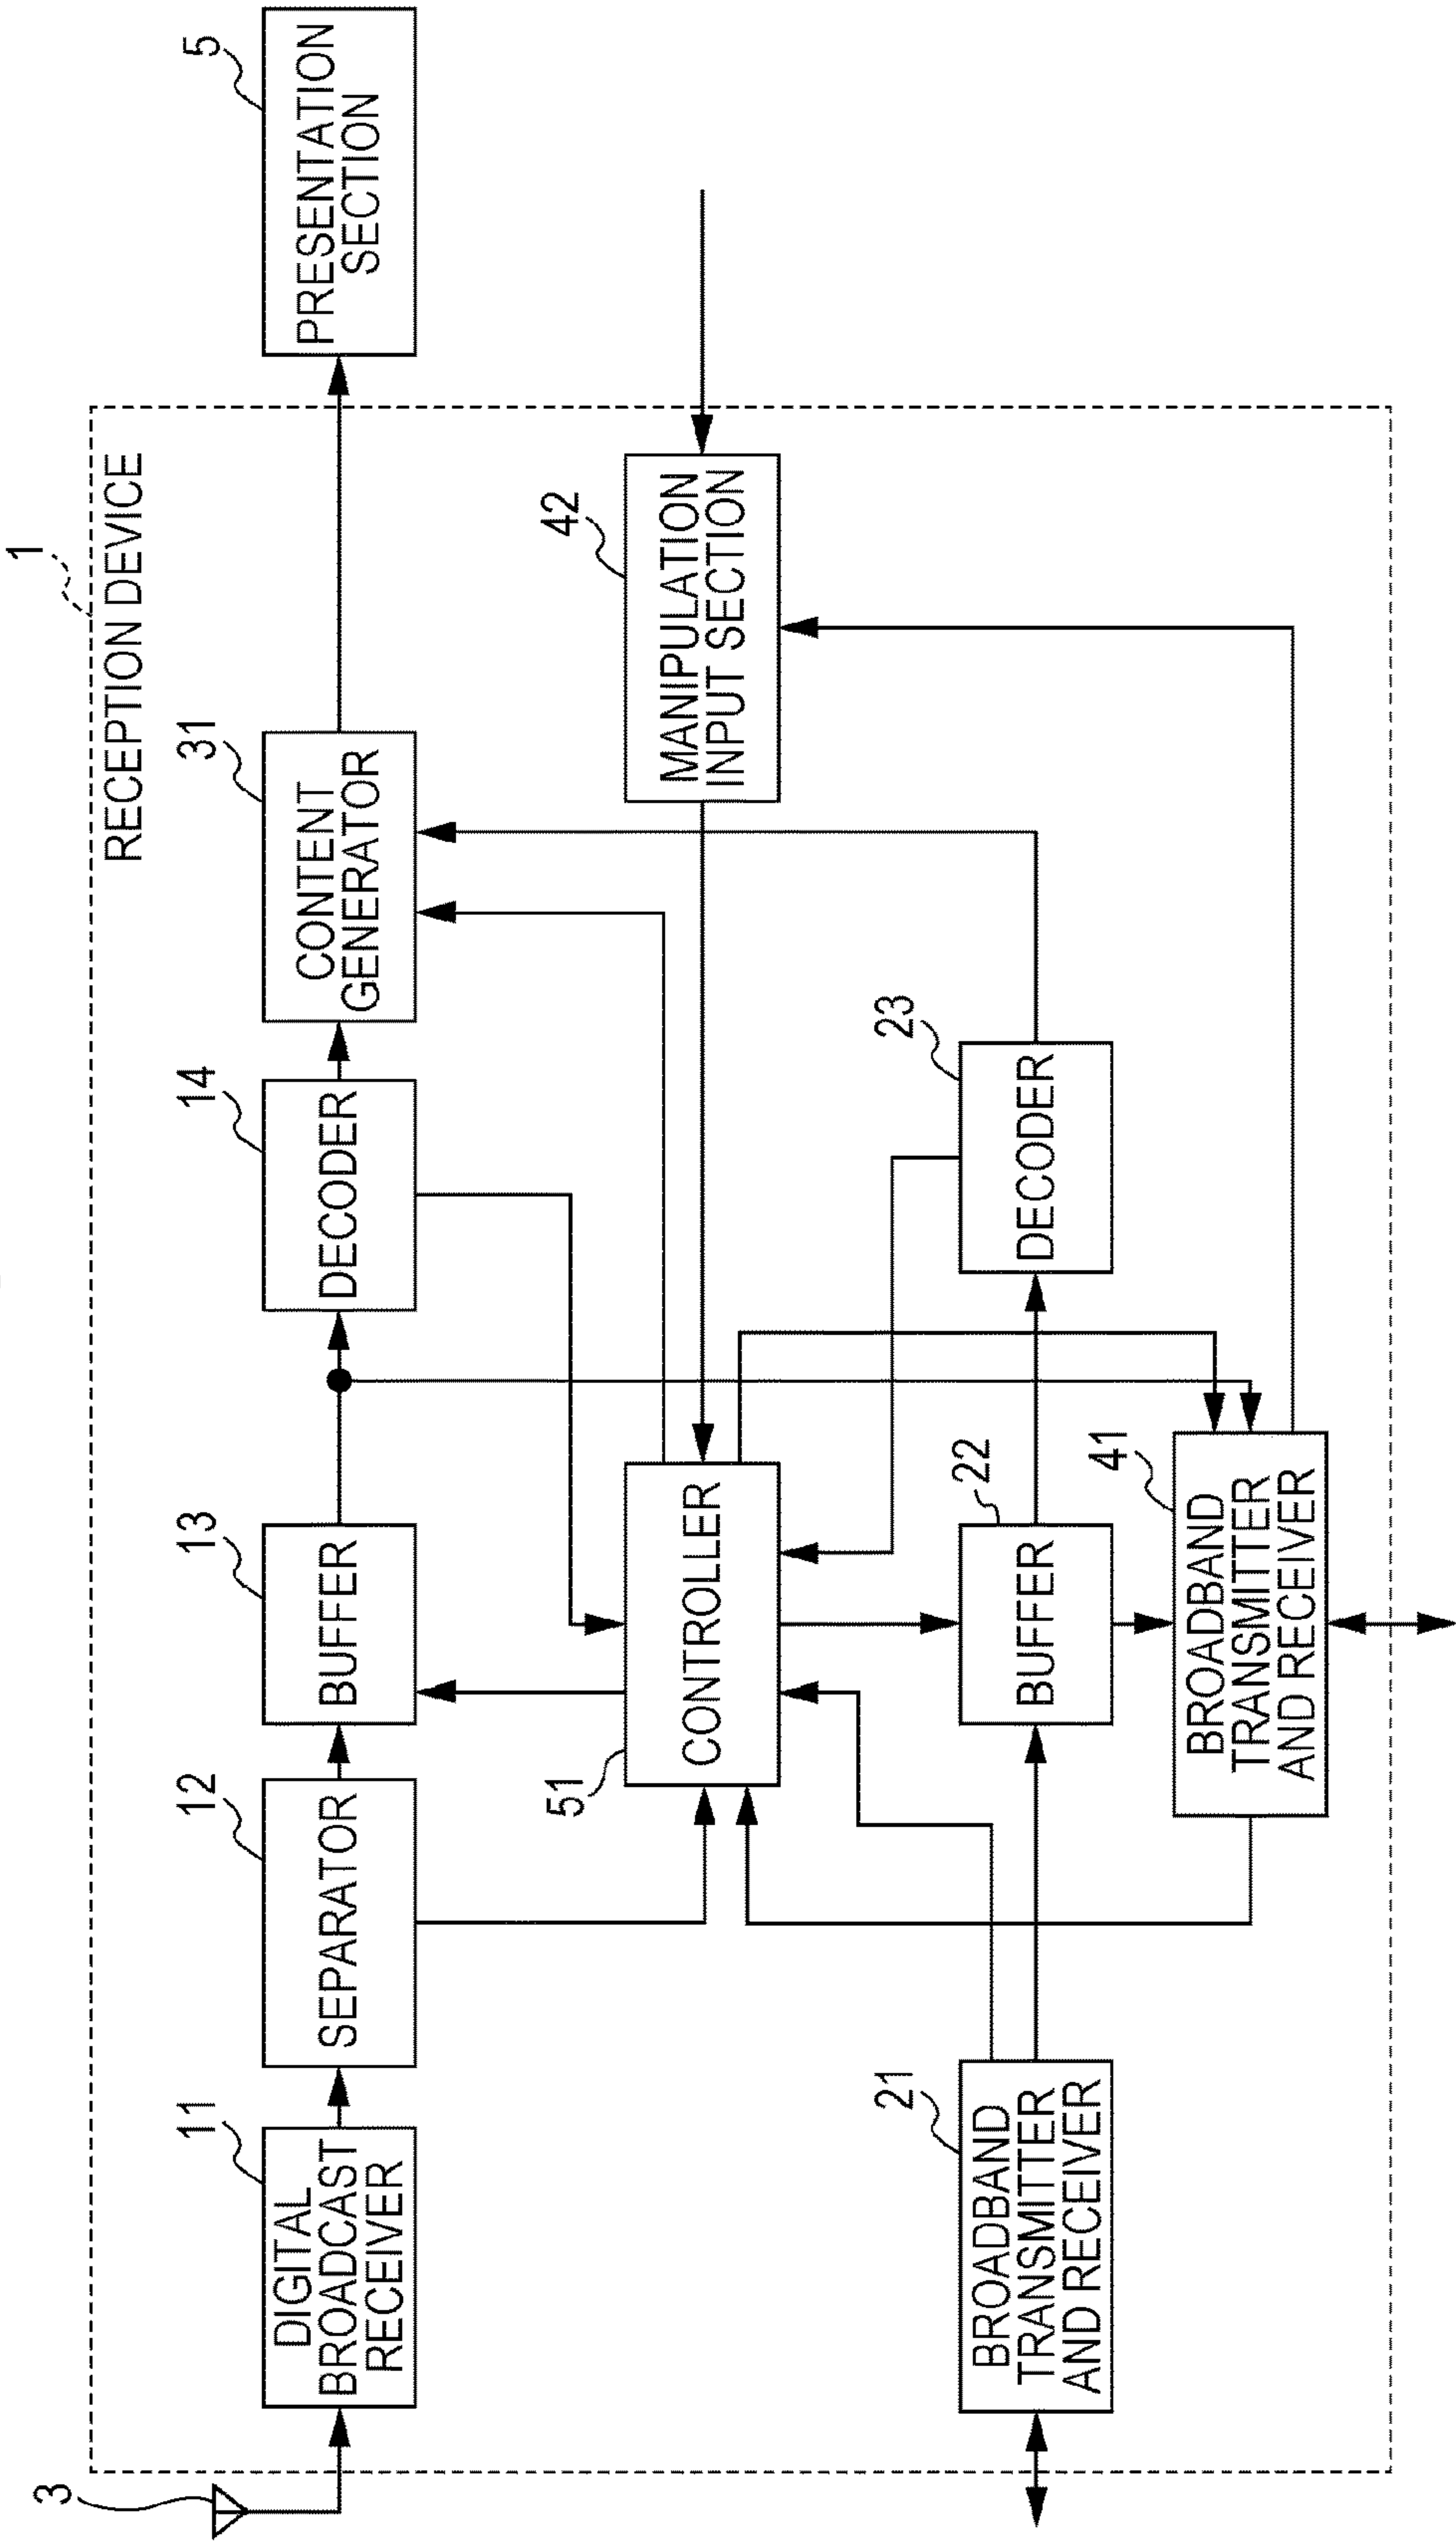 1
RECEPTION DEVICE
3
11
DIGITAL
BROADCAST
RECEIVER
12
SEPARATOR
13
BUFFER
14
DECODER
31
CONTENT
GENERATOR
5
PRESENTATION
SECTION
51
CONTROLLER
42
MANIPULATION
INPUT SECTION
21
BROADBAND
TRANSMITTER
AND RECEIVER
22
BUFFER
23
DECODER
41
BROADBAND
TRANSMITTER
AND RECEIVER